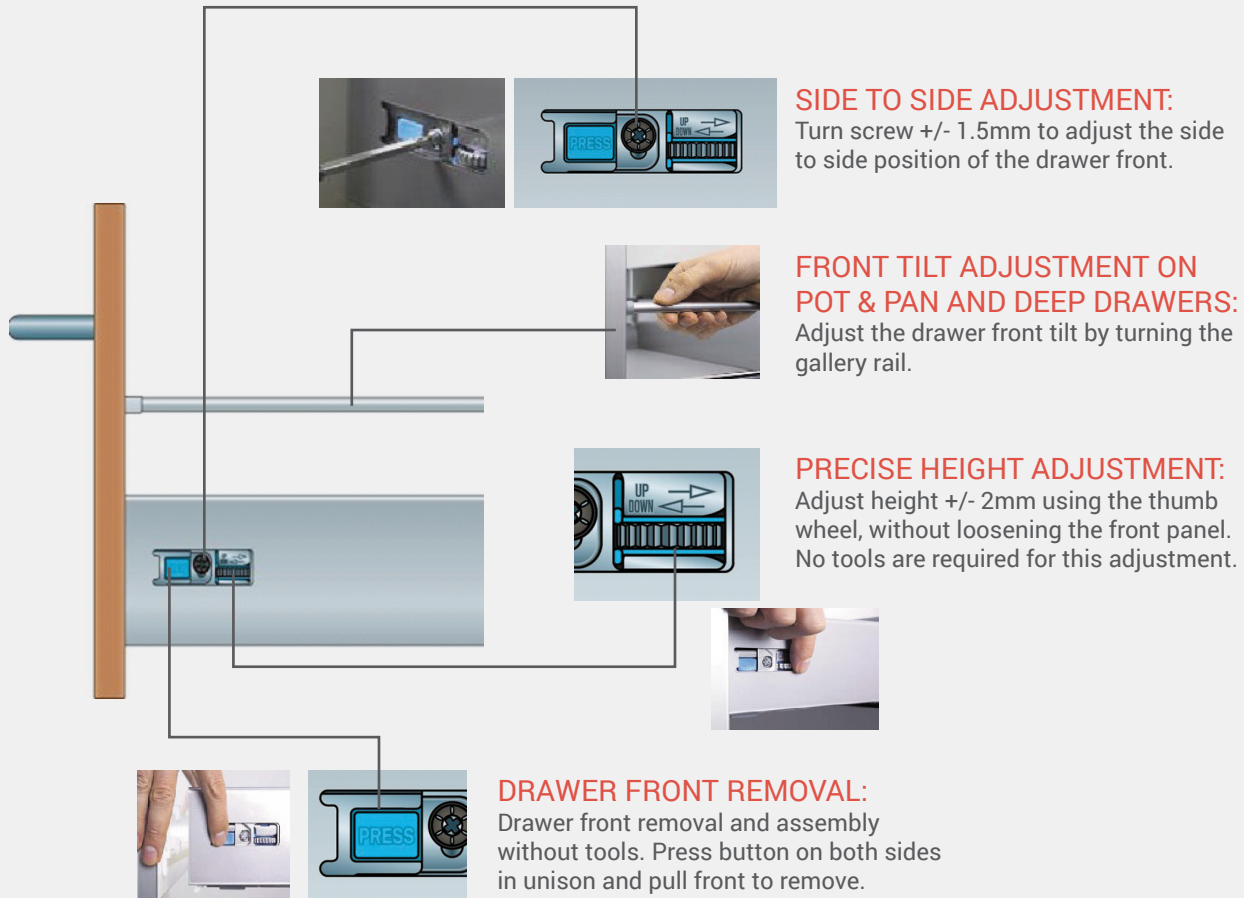 SIDE TO SIDE ADJUSTMENT:
Turn screw +/- 1.5mm to adjust the side
to side position of the drawer front.
PRESS
UP
DOWN
FRONT TILT ADJUSTMENT ON
POT & PAN AND DEEP DRAWERS:
Adjust the drawer front tilt by turning the
gallery rail.
PRECISE HEIGHT ADJUSTMENT:
Adjust height +/- 2mm using the thumb
wheel, without loosening the front panel.
No tools are required for this adjustment.
UP
DOWN
DRAWER FRONT REMOVAL:
Drawer front removal and assembly
without tools. Press button on both sides
in unison and pull front to remove.
PRESS